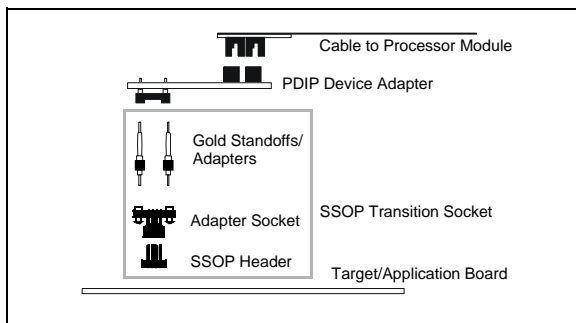 Cable to Processor Module
PDIP Device Adapter
Gold Standoffs/
Adapters
Adapter Socket
SSOP Transition Socket
SSOP Header
Target/Application Board